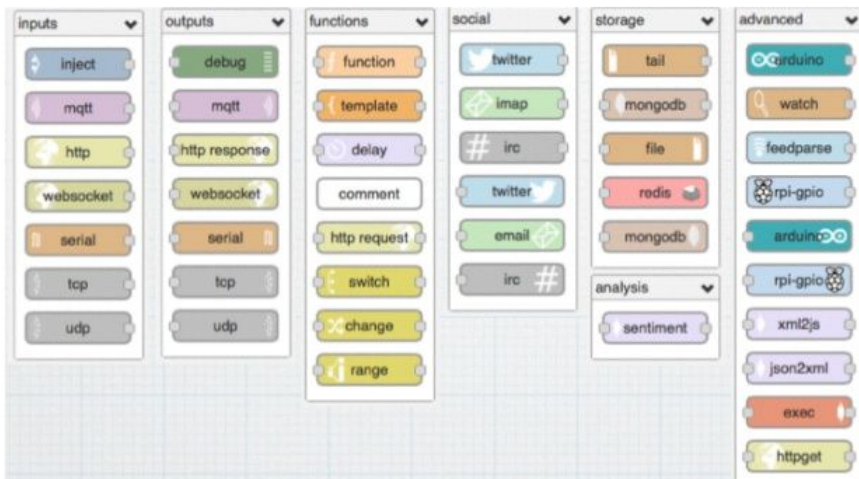 inputs
inject
mqtt
http
websocket
serial
tcp
udp
outputs
debug
mqtt
http response
websocket
serial
tcp
udp
functions
function
template
delay
comment
http request
switch
change
range
social
twitter
imap
irc
twitter
email
irc
storage
tail
mongodb
file
redis
mongodb
analysis
sentiment
advanced
arduino
watch
feedparse
rpi-gpio
arduino
rpi-gpio
xml2js
json2xml
exec
httpget